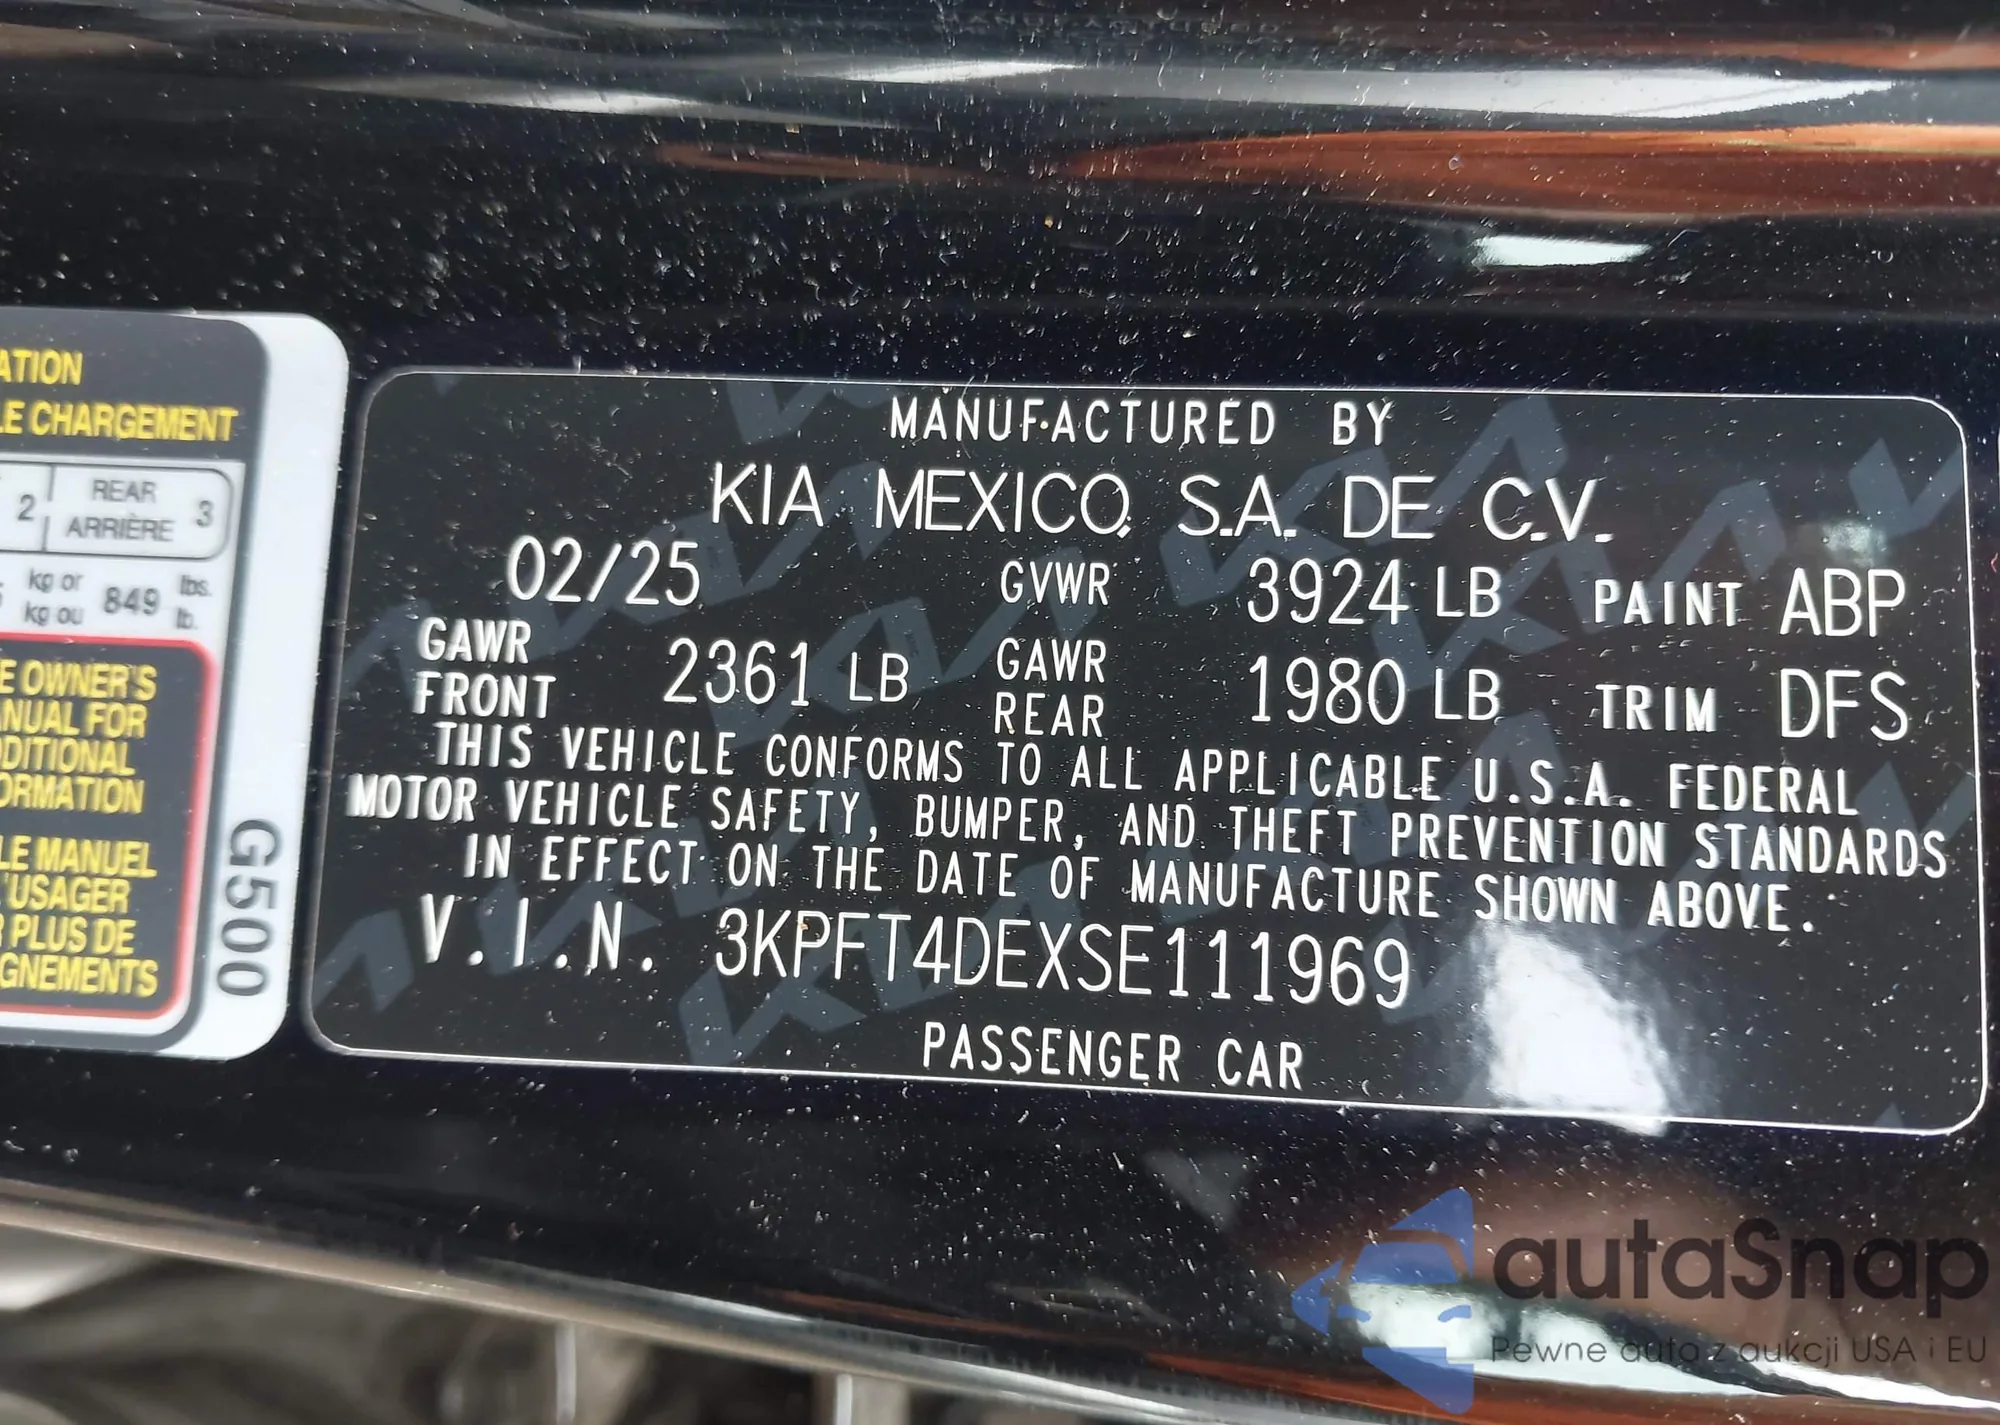 ATION
LE CHARGEMENT
2 REAR 3
ARRIÈRE
kg or 849 lbs.
kg ou lb.
E OWNER'S
NUAL FOR
DDITIONAL
ORMATION
LE MANUEL
'USAGER
R PLUS DE
GNEMENTS
G500
MANUFACTURED BY
KIA MEXICO, S.A. DE C.V.
02/25 GVWR 3924 LB PAINT ABP
GAWR FRONT 2361 LB GAWR REAR 1980 LB TRIM DFS
THIS VEHICLE CONFORMS TO ALL APPLICABLE U.S.A. FEDERAL
MOTOR VEHICLE SAFETY, BUMPER, AND THEFT PREVENTION STANDARDS
IN EFFECT ON THE DATE OF MANUFACTURE SHOWN ABOVE.
V.I.N. 3KPFT4DEXSE111969
PASSENGER CAR
autaSnap
Pewne auta z aukcji USA i EU